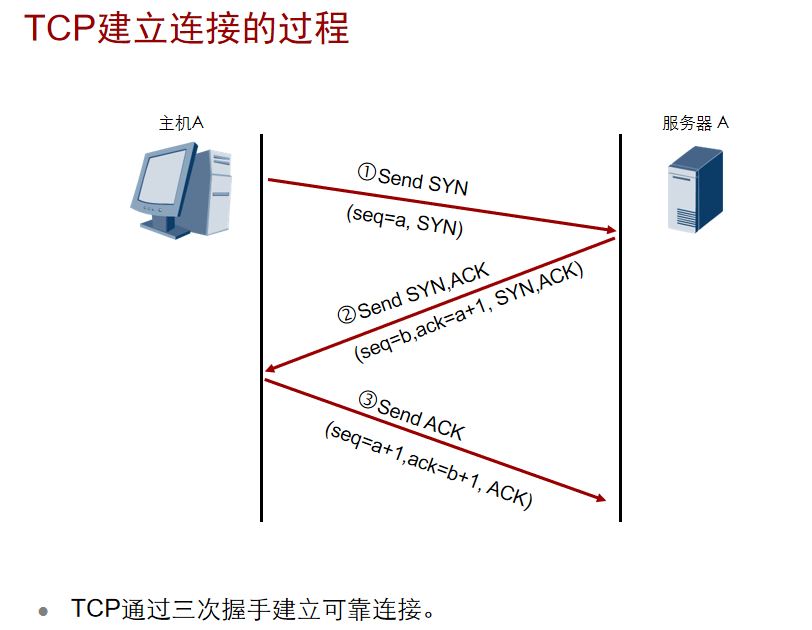 TCP建立连接的过程
主机A
服务器 A
①Send SYN
(seq=a, SYN)
②Send SYN,ACK
(seq=b,ack=a+1, SYN,ACK)
③Send ACK
(seq=a+1,ack=b+1, ACK)
• TCP通过三次握手建立可靠连接。